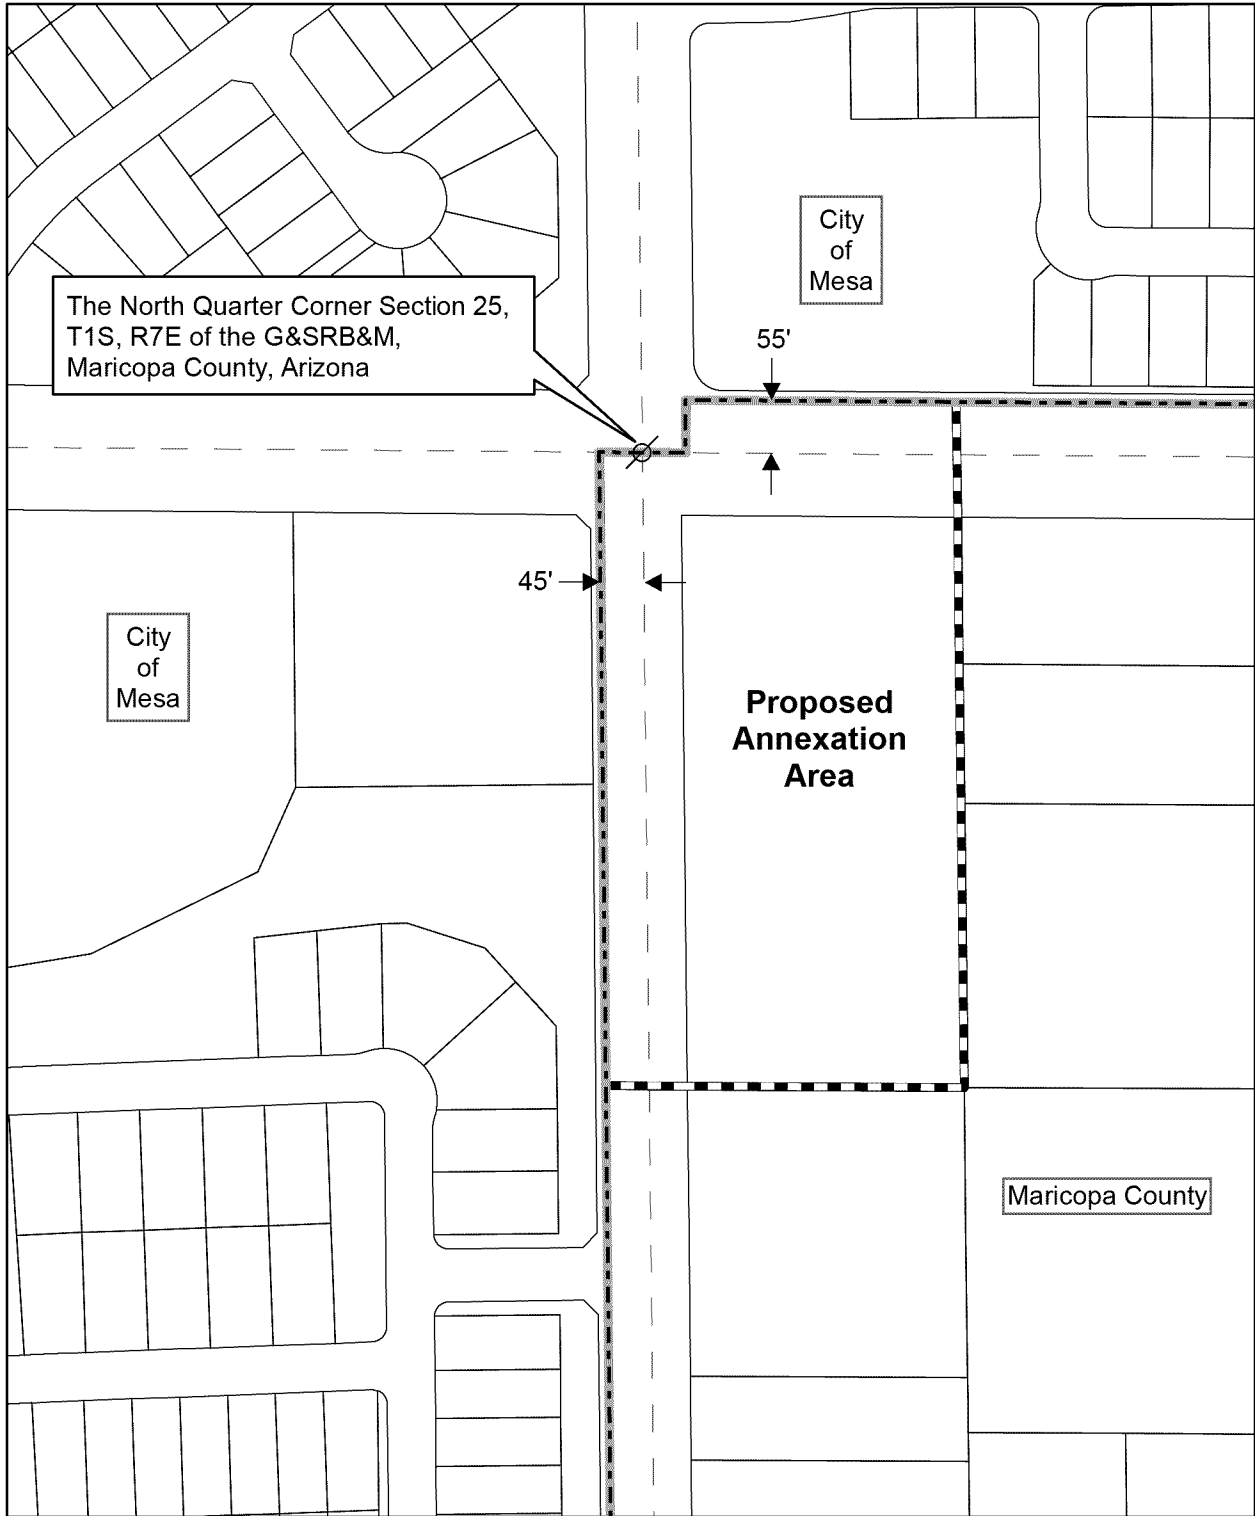 City
of
Mesa
The North Quarter Corner Section 25,
T1S, R7E of the G&SRB&M,
Maricopa County, Arizona
55'
45'
City
of
Mesa
Proposed
Annexation
Area
Maricopa County